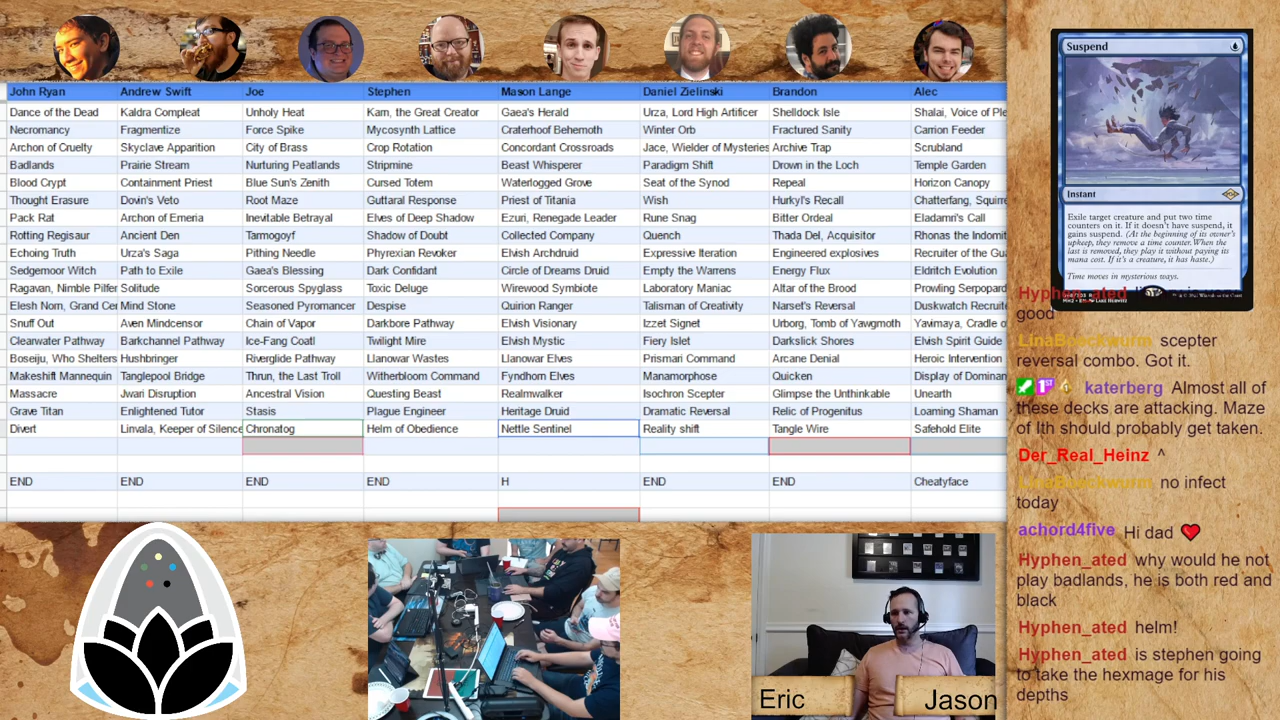 John Ryan Andrew Swift Joe Stephen Mason Lange Daniel Zielinski Brandon Alec
Dance of the Dead Kaldra Compleat Unholy Heat Karn, the Great Creator Gaea's Herald Urza, Lord High Artificer Shelldock Isle Shalai, Voice of Ple
Necromancy Fragmentize Force Spike Mycosynth Lattice Craterhoof Behemoth Winter Orb Fractured Sanity Carrion Feeder
Archon of Cruelty Skyclave Apparition City of Brass Crop Rotation Concordant Crossroads Jace, Wielder of Mysteries Archive Trap Scrubland
Badlands Prairie Stream Nurturing Peatlands Stripmine Beast Whisperer Paradigm Shift Drown in the Loch Temple Garden
Blood Crypt Containment Priest Blue Sun's Zenith Cursed Totem Waterlogged Grove Seat of the Synod Repeal Horizon Canopy
Thought Erasure Dovin's Veto Root Maze Guttaral Response Priest of Titania Wish Hurkyl's Recall Chatterfang, Squirre
Pack Rat Archon of Emeria Inevitable Betrayal Elves of Deep Shadow Ezuri, Renegade Leader Rune Snag Bitter Ordeal Eladamri's Call
Rotting Regisaur Ancient Den Tarmogoyf Shadow of Doubt Collected Company Quench Thada Del, Acquisitor Rhonas the Indomit
Echoing Truth Urza's Saga Pithing Needle Phyrexian Revoker Elvish Archdruid Expressive Iteration Engineered explosives Recruiter of the Gua
Sedgemoor Witch Path to Exile Gaea's Blessing Dark Confidant Circle of Dreams Druid Empty the Warrens Energy Flux Eldritch Evolution
Ragavan, Nimble Pilfer Solitude Sorcerous Spyglass Toxic Deluge Wirewood Symbiote Laboratory Maniac Altar of the Brood Prowling Serpopard
Elesh Norn, Grand Cen Mind Stone Seasoned Pyromancer Despark Quirion Ranger Talisman of Creativity Narset's Reversal Duskwatch Recruite
Snuff Out Aven Mindcensor Chain of Vapor Darkbore Pathway Elvish Visionary Izzet Signet Urborg, Tomb of Yawgmoth Yavimaya, Cradle o
Clearwater Pathway Barkchannel Pathway Ice-Fang Coatl Twilight Mire Elvish Mystic Fiery Islet Darkslick Shores Elvish Spirit Guide
Boseiju, Who Shelters Hushbringer Riverglide Pathway Llanowar Wastes Llanowar Elves Prismari Command Arcane Denial Heroic Intervention
Makeshift Mannequin Tanglepool Bridge Thrun, the Last Troll Witherbloom Command Fyndhorn Elves Manamorphose Quicken Display of Dominan
Massacre Jwari Disruption Ancestral Vision Questing Beast Realmwalker Isochron Scepter Glimpse the Unthinkable Unearth
Grave Titan Enlightened Tutor Stasis Plague Engineer Heritage Druid Dramatic Reversal Relic of Progenitus Loaming Shaman
Divert Linvala, Keeper of Silence Chronatog Helm of Obedience Nettle Sentinel Reality shift Tangle Wire Safehold Elite
END END END END H END END Cheatyface
Suspend
Instant
Exile target creature and put two time
counters on it. If it doesn't have suspend, it
gains suspend. (At the beginning of its owner's
upkeep, they remove a time counter. When the
last is removed, they play it without paying its
mana cost. If it's a creature, it has haste.)
Time moves in mysterious ways.
Hyphen_ated
good
LinaBoeckwurm scepter
reversal combo. Got it.
katerberg Almost all of
these decks are attacking. Maze
of Ith should probably get taken.
Der_Real_Heinz ^
LinaBoeckwurm no infect
today
achord4five Hi dad
Hyphen_ated why would he not
play badlands, he is both red and
black
Hyphen_ated helm!
Hyphen_ated is stephen going
to take the hexmage for his
depths
Eric Jason